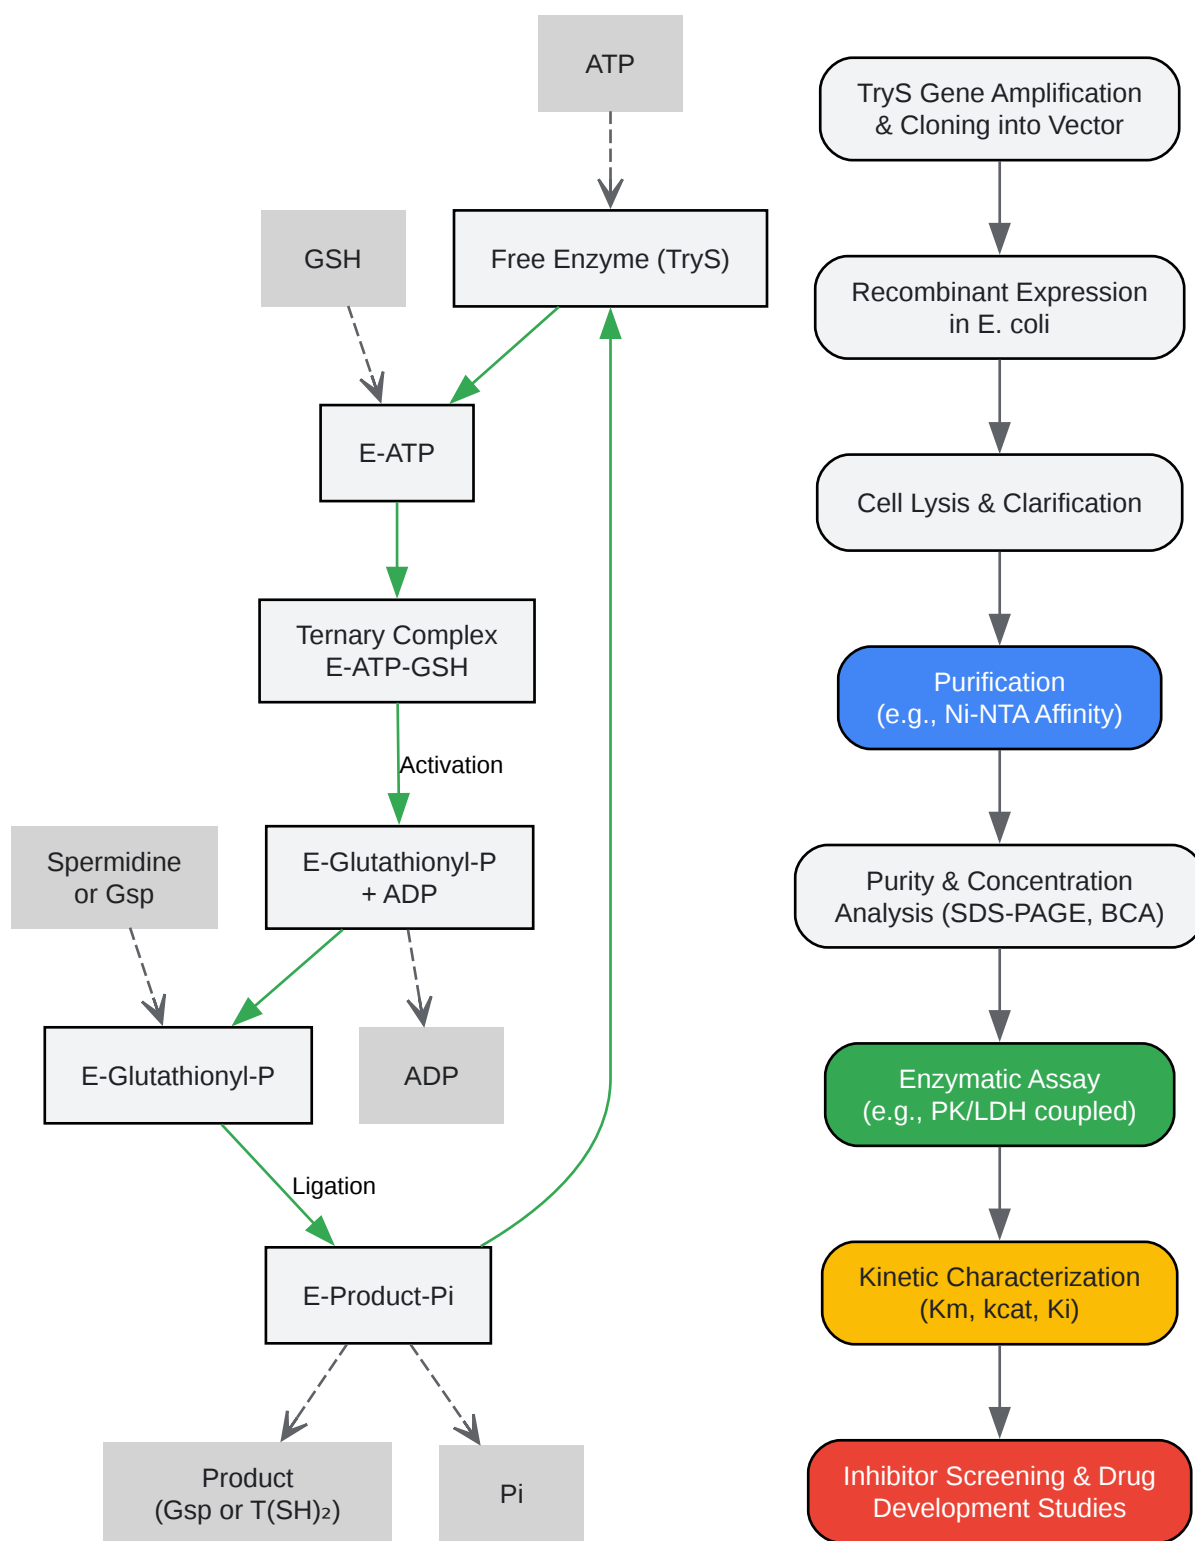 ATP
GSH
Free Enzyme (TryS)
E-ATP
Ternary Complex
E-ATP-GSH
Activation
Spermidine
or Gsp
E-Glutathionyl-P
+ ADP
E-Glutathionyl-P
ADP
Ligation
E-Product-Pi
Product
(Gsp or T(SH)₂)
Pi
TryS Gene Amplification
& Cloning into Vector
Recombinant Expression
in E. coli
Cell Lysis & Clarification
Purification
(e.g., Ni-NTA Affinity)
Purity & Concentration
Analysis (SDS-PAGE, BCA)
Enzymatic Assay
(e.g., PK/LDH coupled)
Kinetic Characterization
(Km, kcat, Ki)
Inhibitor Screening & Drug
Development Studies